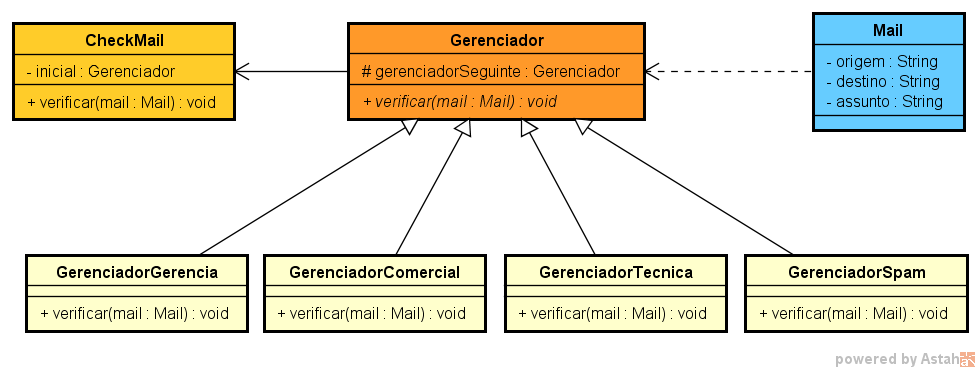 CheckMail
- inicial : Gerenciador
+ verificar(mail : Mail) : void
Gerenciador
# gerenciadorSeguinte : Gerenciador
+ verificar(mail : Mail) : void
Mail
- origem : String
- destino : String
- assunto : String
GerenciadorGerencia
+ verificar(mail : Mail) : void
GerenciadorComercial
+ verificar(mail : Mail) : void
GerenciadorTecnica
+ verificar(mail : Mail) : void
GerenciadorSpam
+ verificar(mail : Mail) : void
powered by Astah